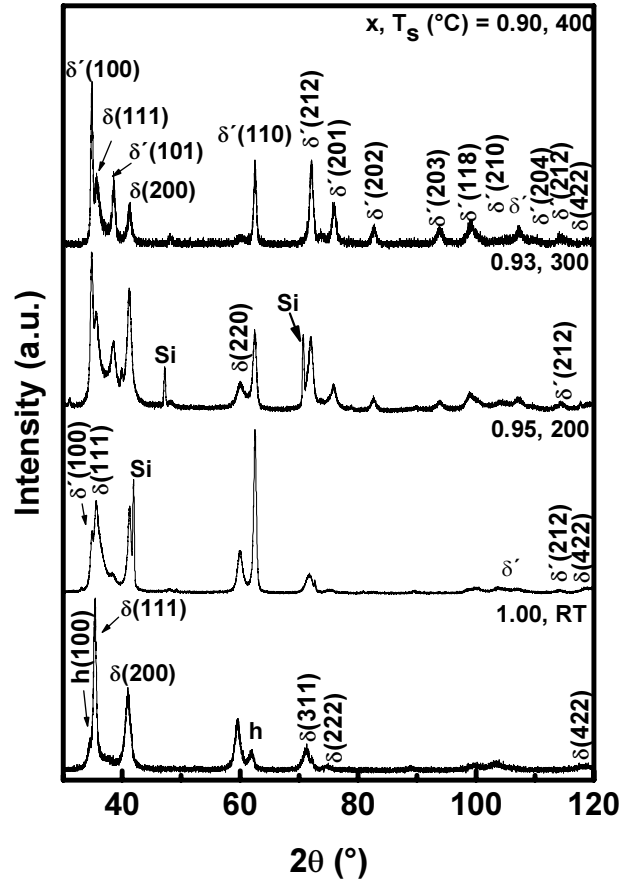 x, Tₛ (°C) = 0.90, 400
δ´(100)
δ(111)
δ´(101)
δ(200)
δ´(110)
δ´(212)
δ´(201)
δ´(202)
δ´(203)
δ´(118)
δ´(210)
δ´
δ´(204)
δ´(212)
δ(422)
0.93, 300
Si
δ(220)
Si
δ´(212)
0.95, 200
δ´(100)
δ(111)
Si
δ´
δ´(212)
δ(422)
1.00, RT
h(100)
δ(111)
δ(200)
h
δ(311)
δ(222)
δ(422)
Intensity (a.u.)
40 60 80 100 120
2θ (°)